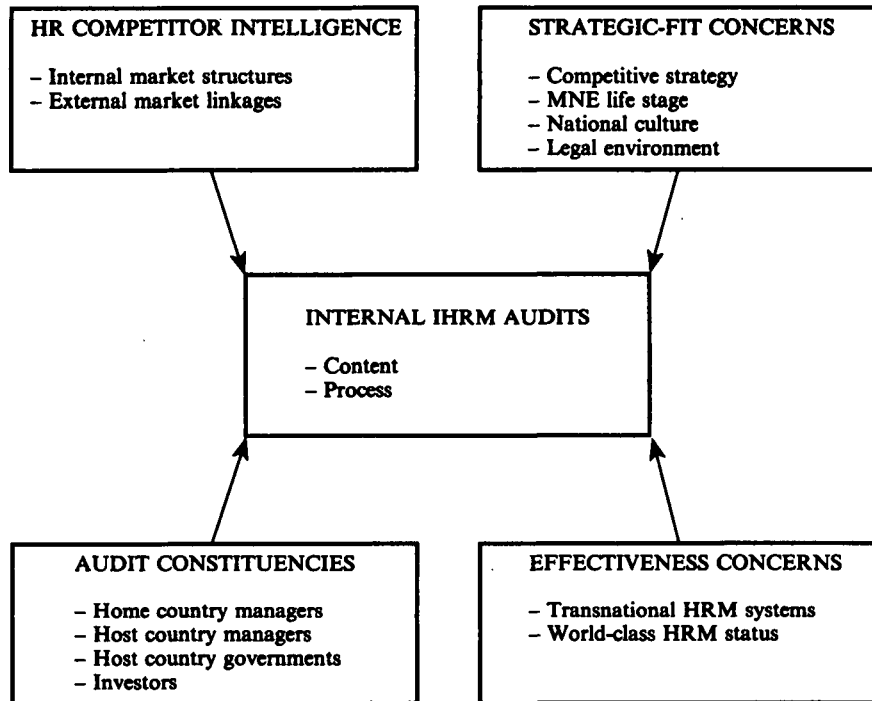 HR COMPETITOR INTELLIGENCE
– Internal market structures
– External market linkages
STRATEGIC-FIT CONCERNS
– Competitive strategy
– MNE life stage
– National culture
– Legal environment
INTERNAL IHRM AUDITS
– Content
– Process
AUDIT CONSTITUENCIES
– Home country managers
– Host country managers
– Host country governments
– Investors
EFFECTIVENESS CONCERNS
– Transnational HRM systems
– World-class HRM status